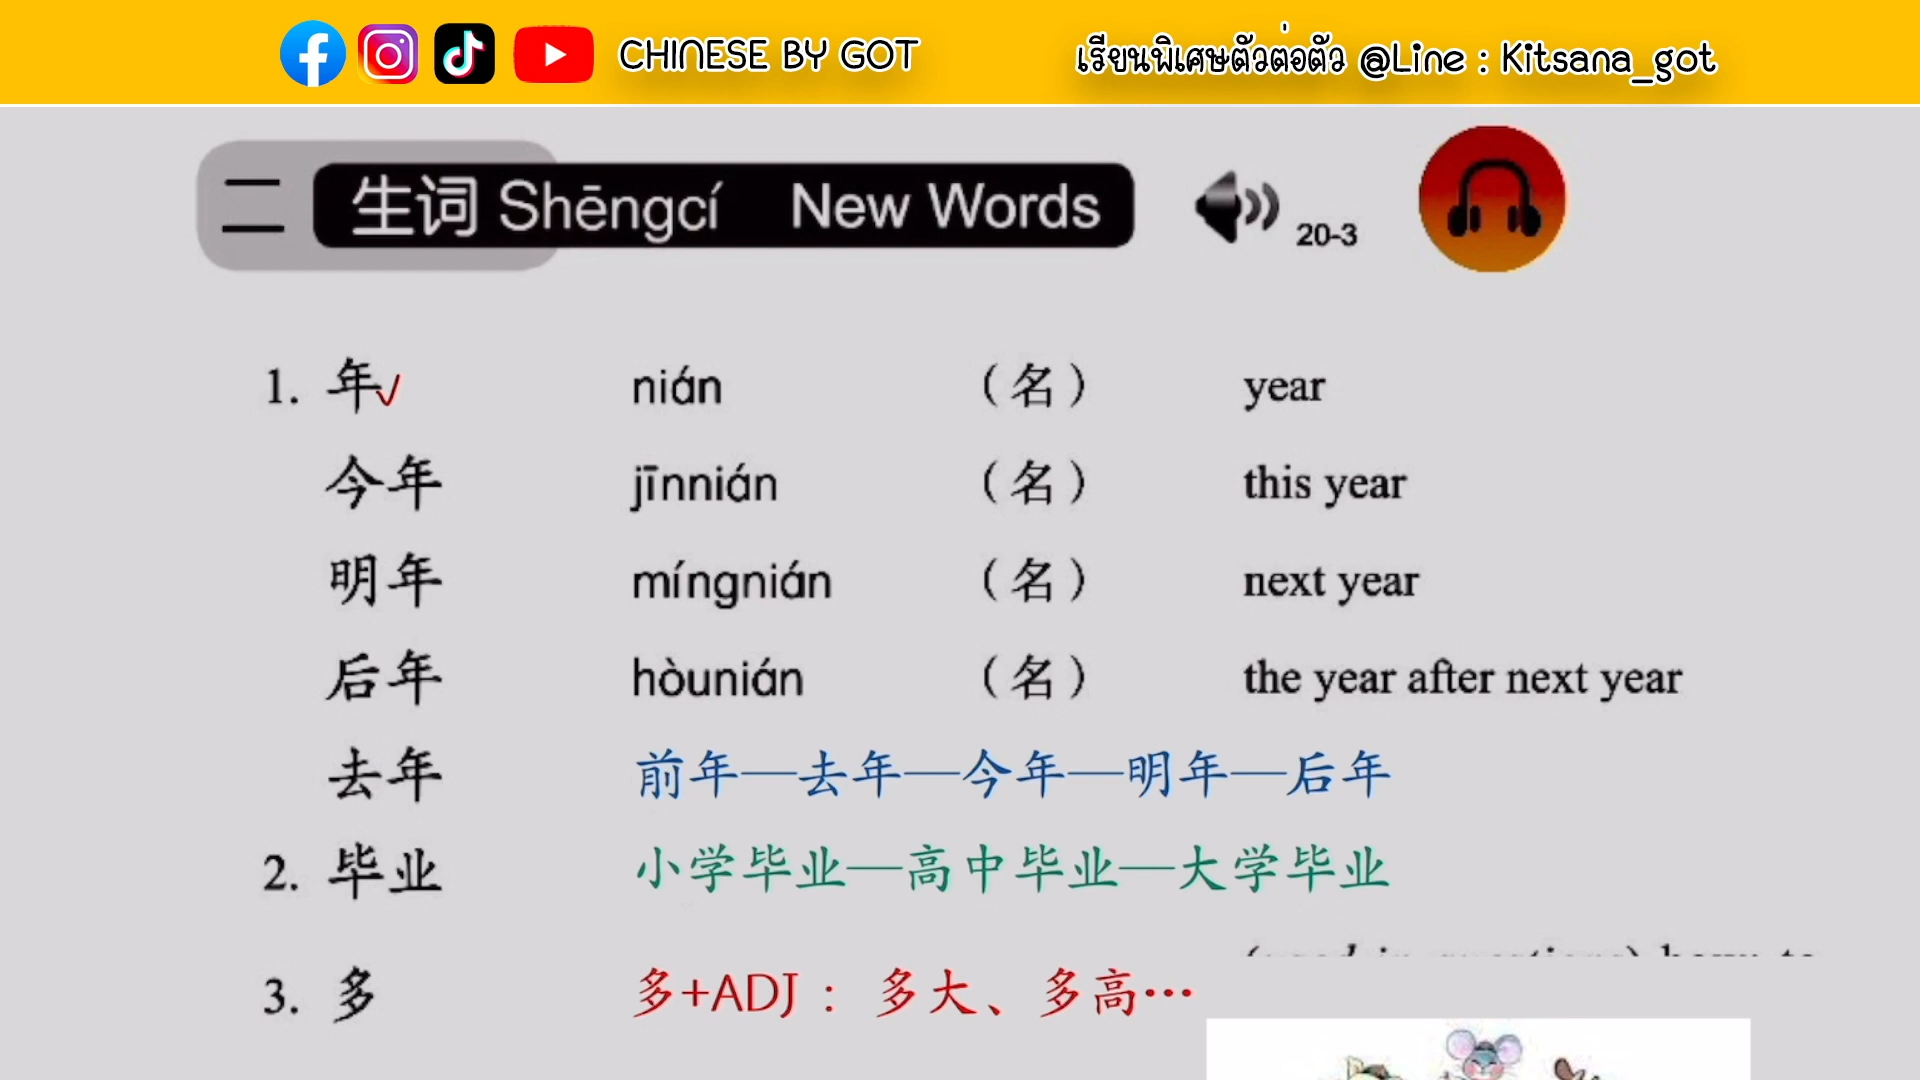 CHINESE BY GOT
เรียนพิเศษตัวต่อตัว @Line : Kitsana_got
二 生词 Shēngcí New Words 20-3
1. 年 nián （名） year
今年 jīnnián （名） this year
明年 míngnián （名） next year
后年 hòunián （名） the year after next year
去年 前年—去年—今年—明年—后年
2. 毕业 小学毕业—高中毕业—大学毕业
3. 多 多+ADJ： 多大、多高…